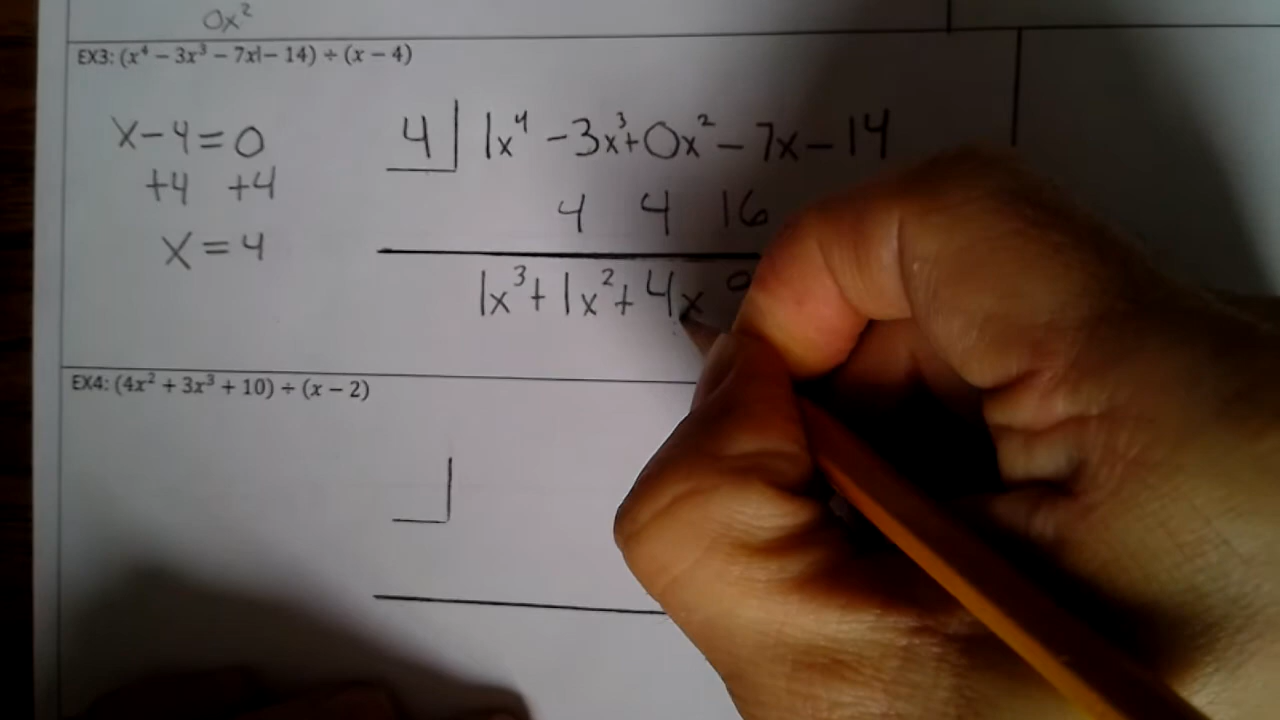 0x²
EX3: (x⁴ − 3x³ − 7x − 14) ÷ (x − 4)
x − 4 = 0
+4 +4
x = 4
4 1x⁴ − 3x³ + 0x² − 7x − 14
4 4 16
1x³ + 1x² + 4x
EX4: (4x² + 3x³ + 10) ÷ (x − 2)